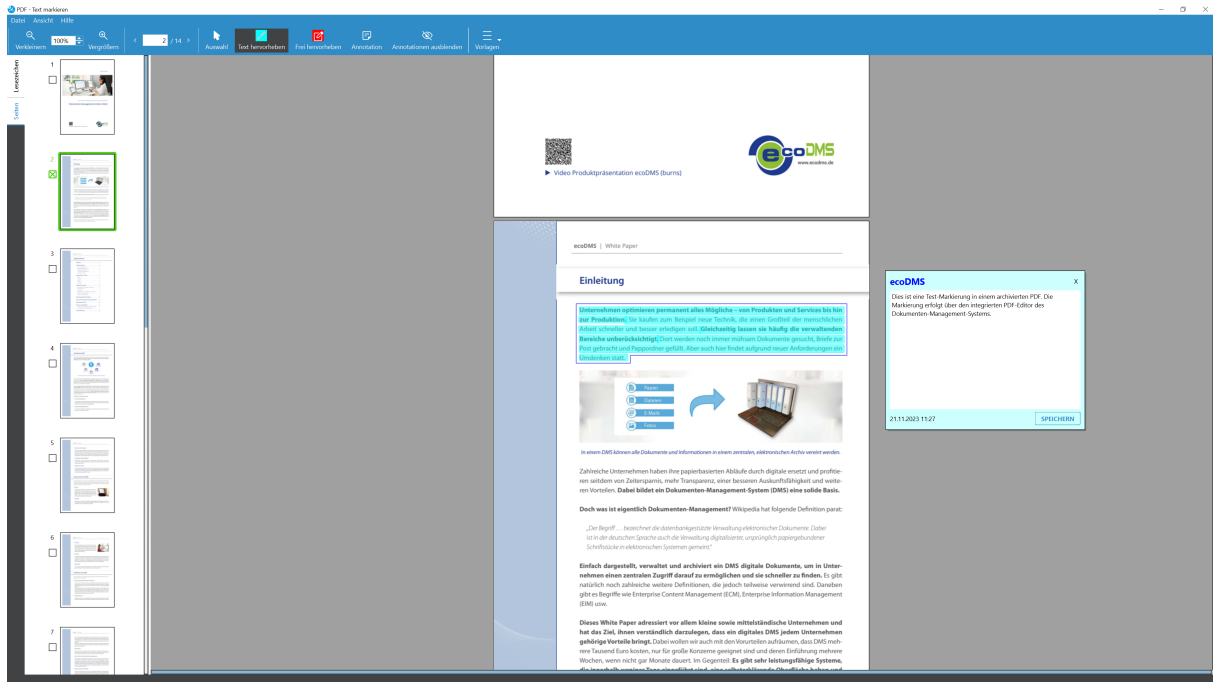 PDF - Text markieren
Datei Ansicht Hilfe
Verkleinern 100% Vergrößern 2 / 14 Auswahl Text hervorheben Frei hervorheben Annotation Annotationen ausblenden Vorlagen
Lesezeichen
Seiten
1
2
3
4
5
6
7
ecoDMS
www.ecodms.de
Video Produktpräsentation ecoDMS (burns)
ecoDMS | White Paper
Einleitung
Unternehmen optimieren permanent alles Mögliche – von Produkten und Services bis hin
zur Produktion. Sie kaufen zum Beispiel neue Technik, die einen Großteil der menschlichen
Arbeit schneller und besser erledigen soll. Gleichzeitig lassen sie häufig die verwaltenden
Bereiche unberücksichtigt. Dort werden noch immer mühsam Dokumente gesucht, Briefe zur
Post gebracht und Pappordner gefüllt. Aber auch hier findet aufgrund neuer Anforderungen ein
Umdenken statt.
Papier
Dateien
E-Mails
Fotos
In einem DMS können alle Dokumente und Informationen in einem zentralen, elektronischen Archiv vereint werden.
Zahlreiche Unternehmen haben ihre papierbasierten Abläufe durch digitale ersetzt und profitie-
ren seitdem von Zeitersparnis, mehr Transparenz, einer besseren Auskunftsfähigkeit und weite-
ren Vorteilen. Dabei bildet ein Dokumenten-Management-System (DMS) eine solide Basis.
Doch was ist eigentlich Dokumenten-Management? Wikipedia hat folgende Definition parat:
„Der Begriff … bezeichnet die datenbankgestützte Verwaltung elektronischer Dokumente. Dabei
ist in der deutschen Sprache auch die Verwaltung digitalisierter, ursprünglich papiergebundener
Schriftstücke in elektronischen Systemen gemeint.“
Einfach dargestellt, verwaltet und archiviert ein DMS digitale Dokumente, um in Unter-
nehmen einen zentralen Zugriff darauf zu ermöglichen und sie schneller zu finden. Es gibt
natürlich noch zahlreiche weitere Definitionen, die jedoch teilweise verwirrend sind. Daneben
gibt es Begriffe wie Enterprise Content Management (ECM), Enterprise Information Management
(EIM) usw.
Dieses White Paper adressiert vor allem kleine sowie mittelständische Unternehmen und
hat das Ziel, ihnen verständlich darzulegen, dass ein digitales DMS jedem Unternehmen
gehörige Vorteile bringt. Dabei wollen wir auch mit den Vorurteilen aufräumen, dass DMS meh-
rere Tausend Euro kosten, nur für große Konzerne geeignet sind und deren Einführung mehrere
Wochen, wenn nicht gar Monate dauert. Im Gegenteil: Es gibt sehr leistungsfähige Systeme,
die innerhalb weniger Tage eingeführt sind, eine selbsterklärende Oberfläche haben und
ecoDMS X
Dies ist eine Test-Markierung in einem archivierten PDF. Die
Markierung erfolgt über den integrierten PDF-Editor des
Dokumenten-Management-Systems.
21.11.2023 11:27 SPEICHERN